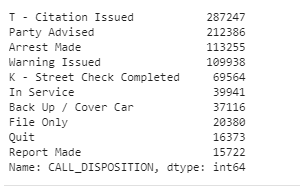 T - Citation Issued 287247
Party Advised 212386
Arrest Made 113255
Warning Issued 109938
K - Street Check Completed 69564
In Service 39941
Back Up / Cover Car 37116
File Only 20380
Quit 16373
Report Made 15722
Name: CALL_DISPOSITION, dtype: int64